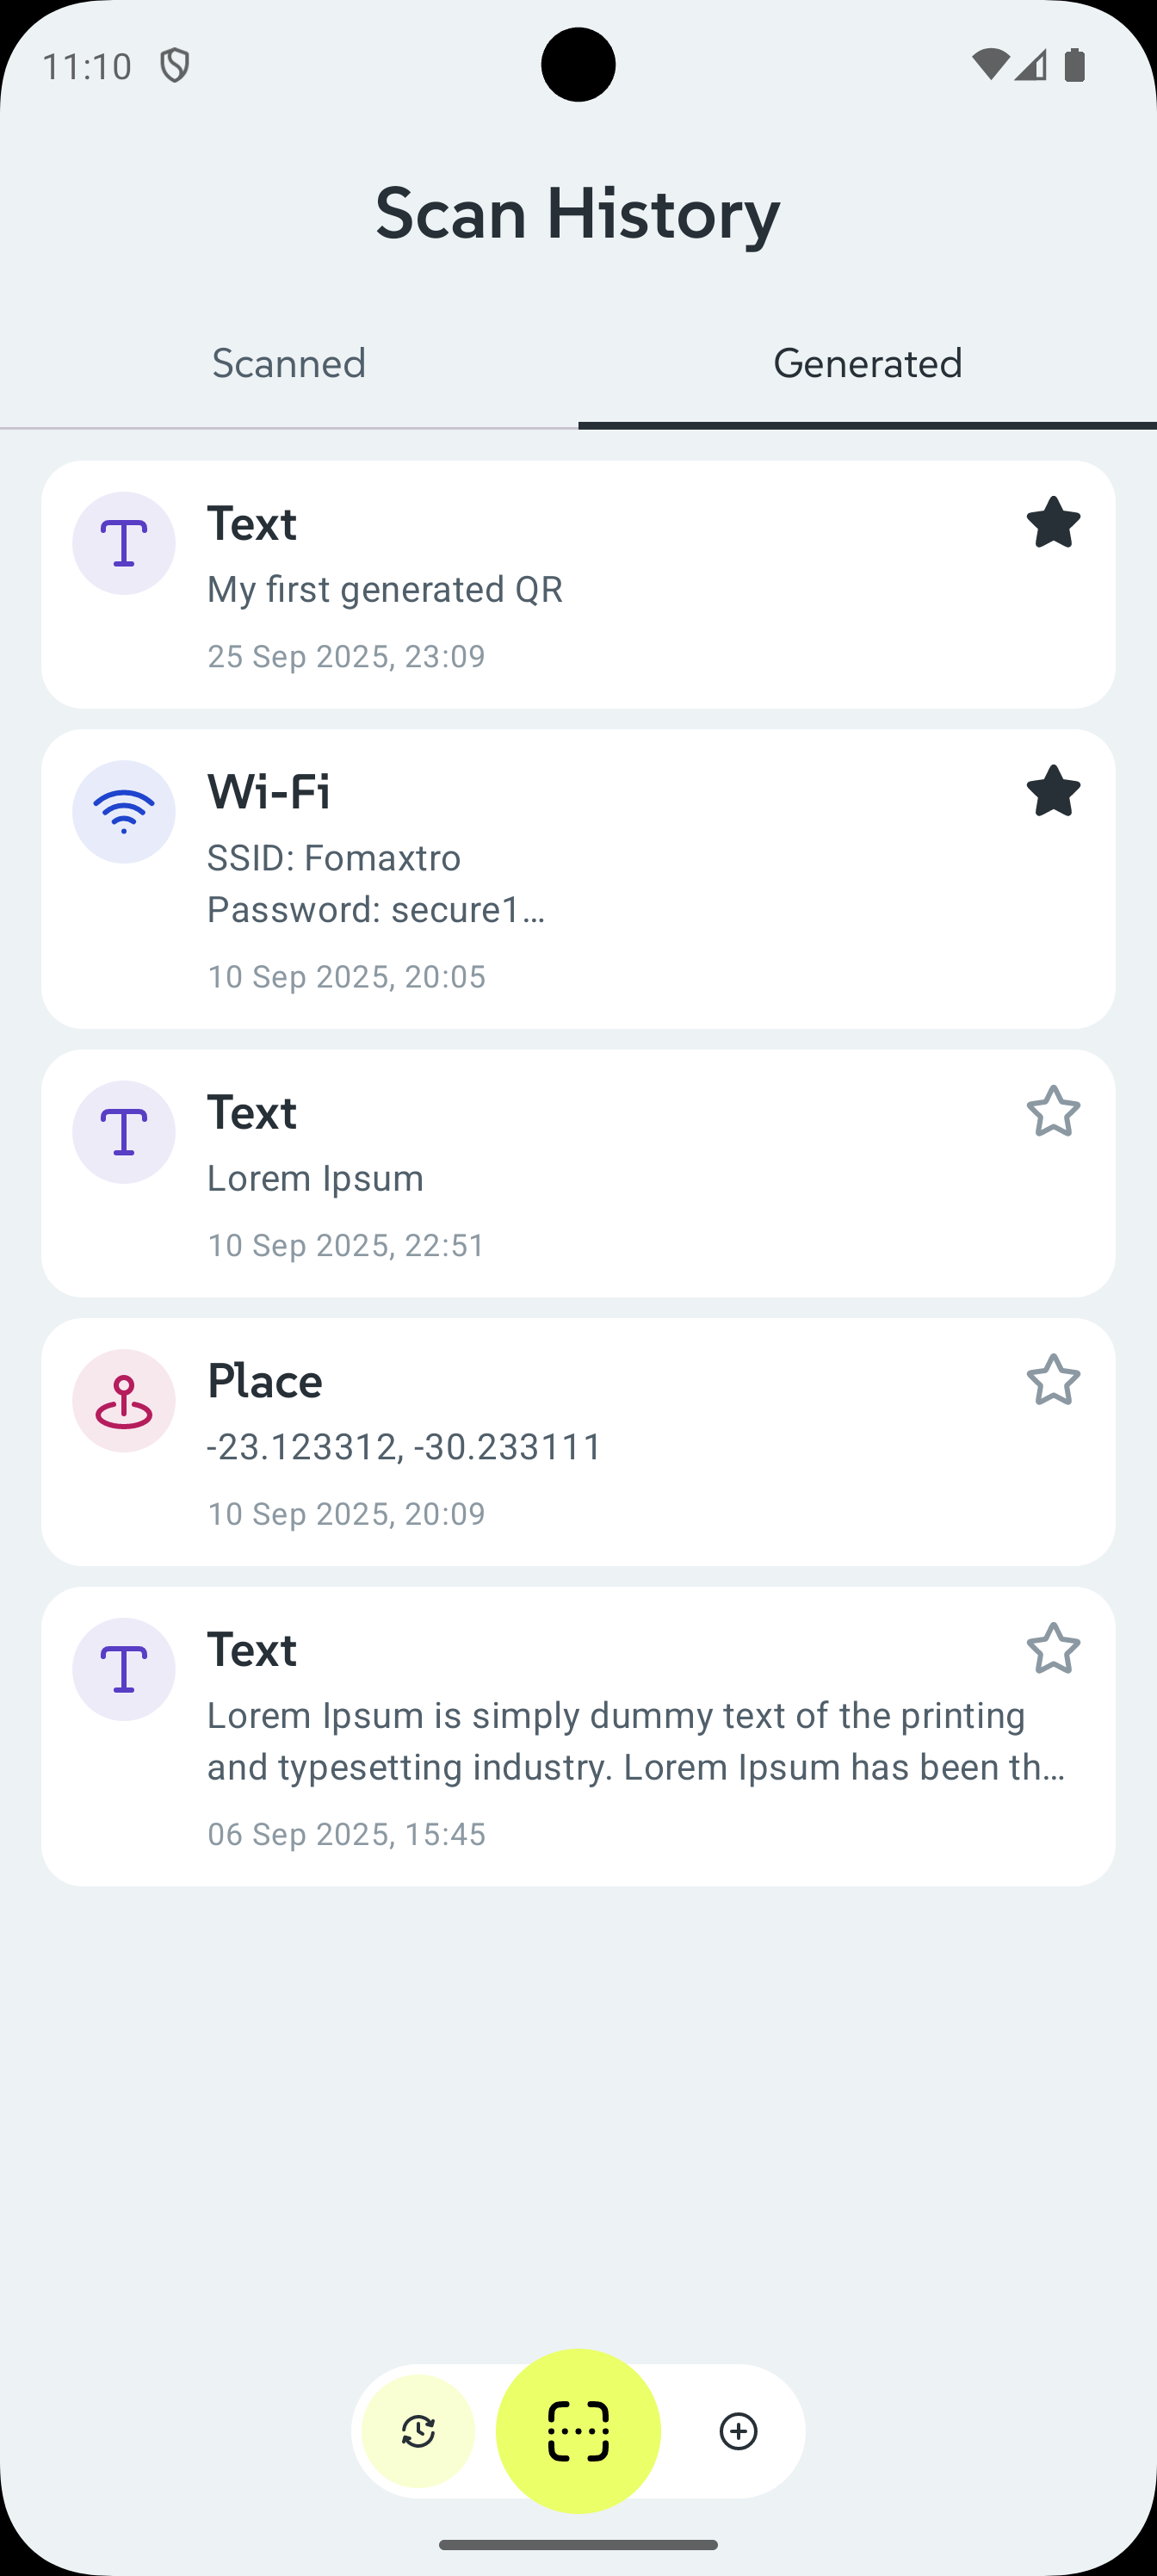 11:10
Scan History
Scanned
Generated
Text
My first generated QR
25 Sep 2025, 23:09
Wi-Fi
SSID: Fomaxtro
Password: secure1…
10 Sep 2025, 20:05
Text
Lorem Ipsum
10 Sep 2025, 22:51
Place
-23.123312, -30.233111
10 Sep 2025, 20:09
Text
Lorem Ipsum is simply dummy text of the printing
and typesetting industry. Lorem Ipsum has been th…
06 Sep 2025, 15:45